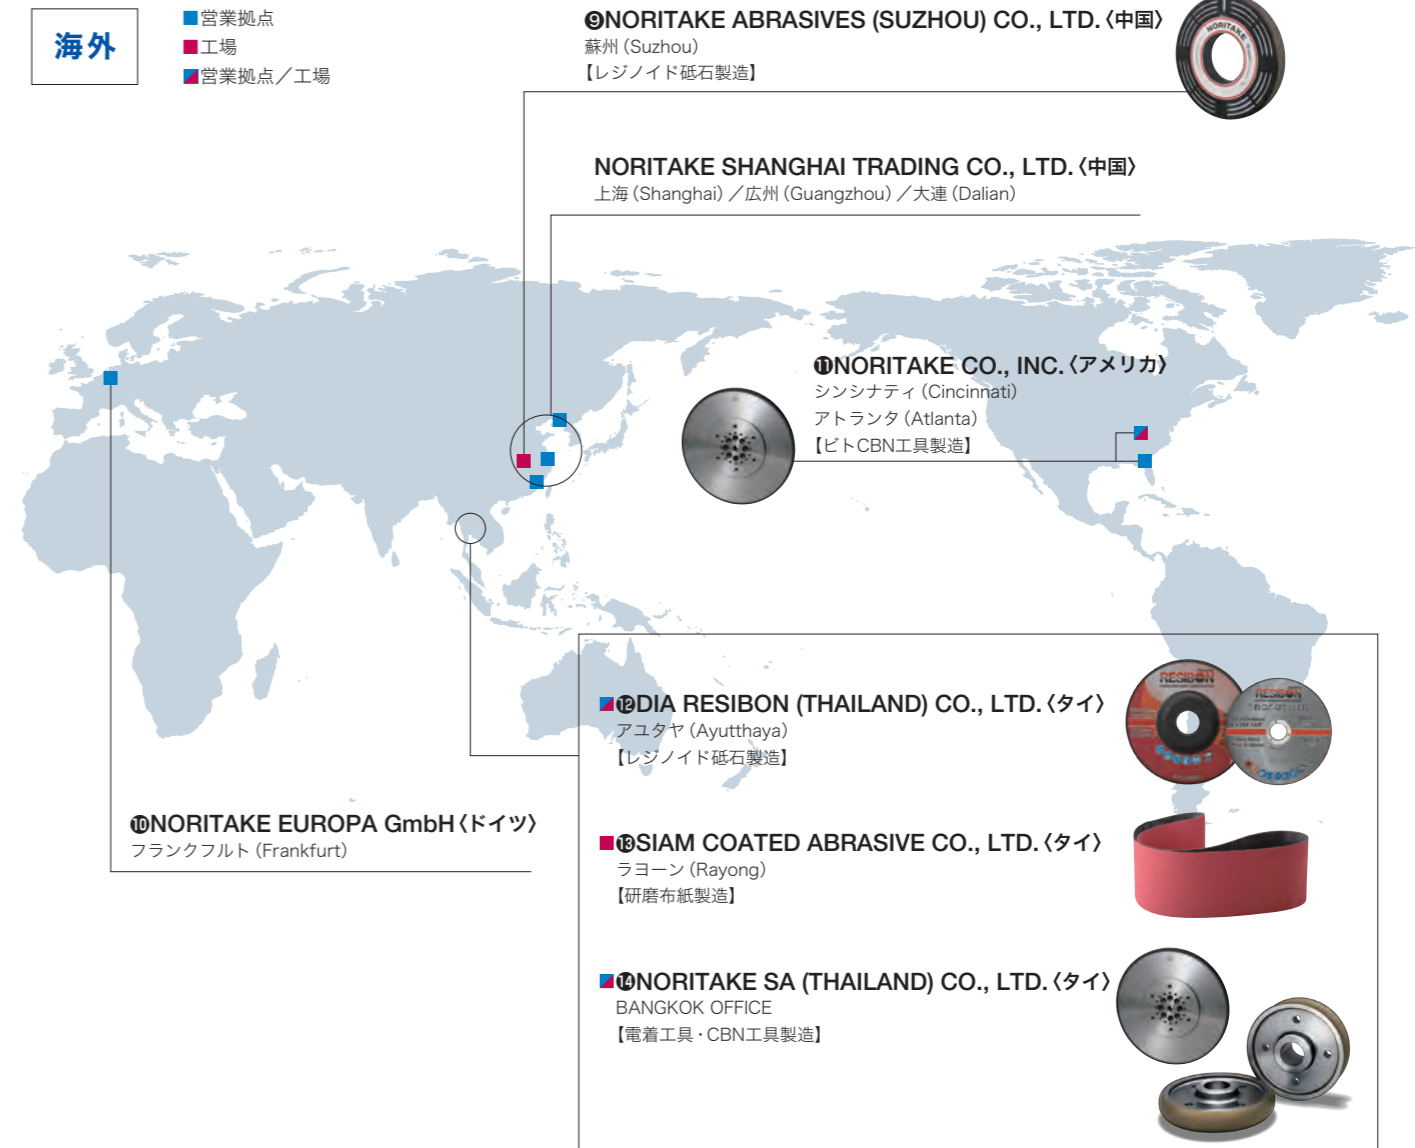 海外
■営業拠点
■工場
■営業拠点／工場
❾NORITAKE ABRASIVES (SUZHOU) CO., LTD.〈中国〉
蘇州（Suzhou）
【レジノイド砥石製造】
NORITAKE
NORITAKE SHANGHAI TRADING CO., LTD.〈中国〉
上海（Shanghai）／広州（Guangzhou）／大連（Dalian）
⓫NORITAKE CO., INC.〈アメリカ〉
シンシナティ（Cincinnati）
アトランタ（Atlanta）
【ビトCBN工具製造】
⓬DIA RESIBON (THAILAND) CO., LTD.〈タイ〉
アユタヤ（Ayutthaya）
【レジノイド砥石製造】
RESIBON
RESIBON
❿NORITAKE EUROPA GmbH〈ドイツ〉
フランクフルト（Frankfurt）
⓭SIAM COATED ABRASIVE CO., LTD.〈タイ〉
ラヨーン（Rayong）
【研磨布紙製造】
⓮NORITAKE SA (THAILAND) CO., LTD.〈タイ〉
BANGKOK OFFICE
【電着工具・CBN工具製造】